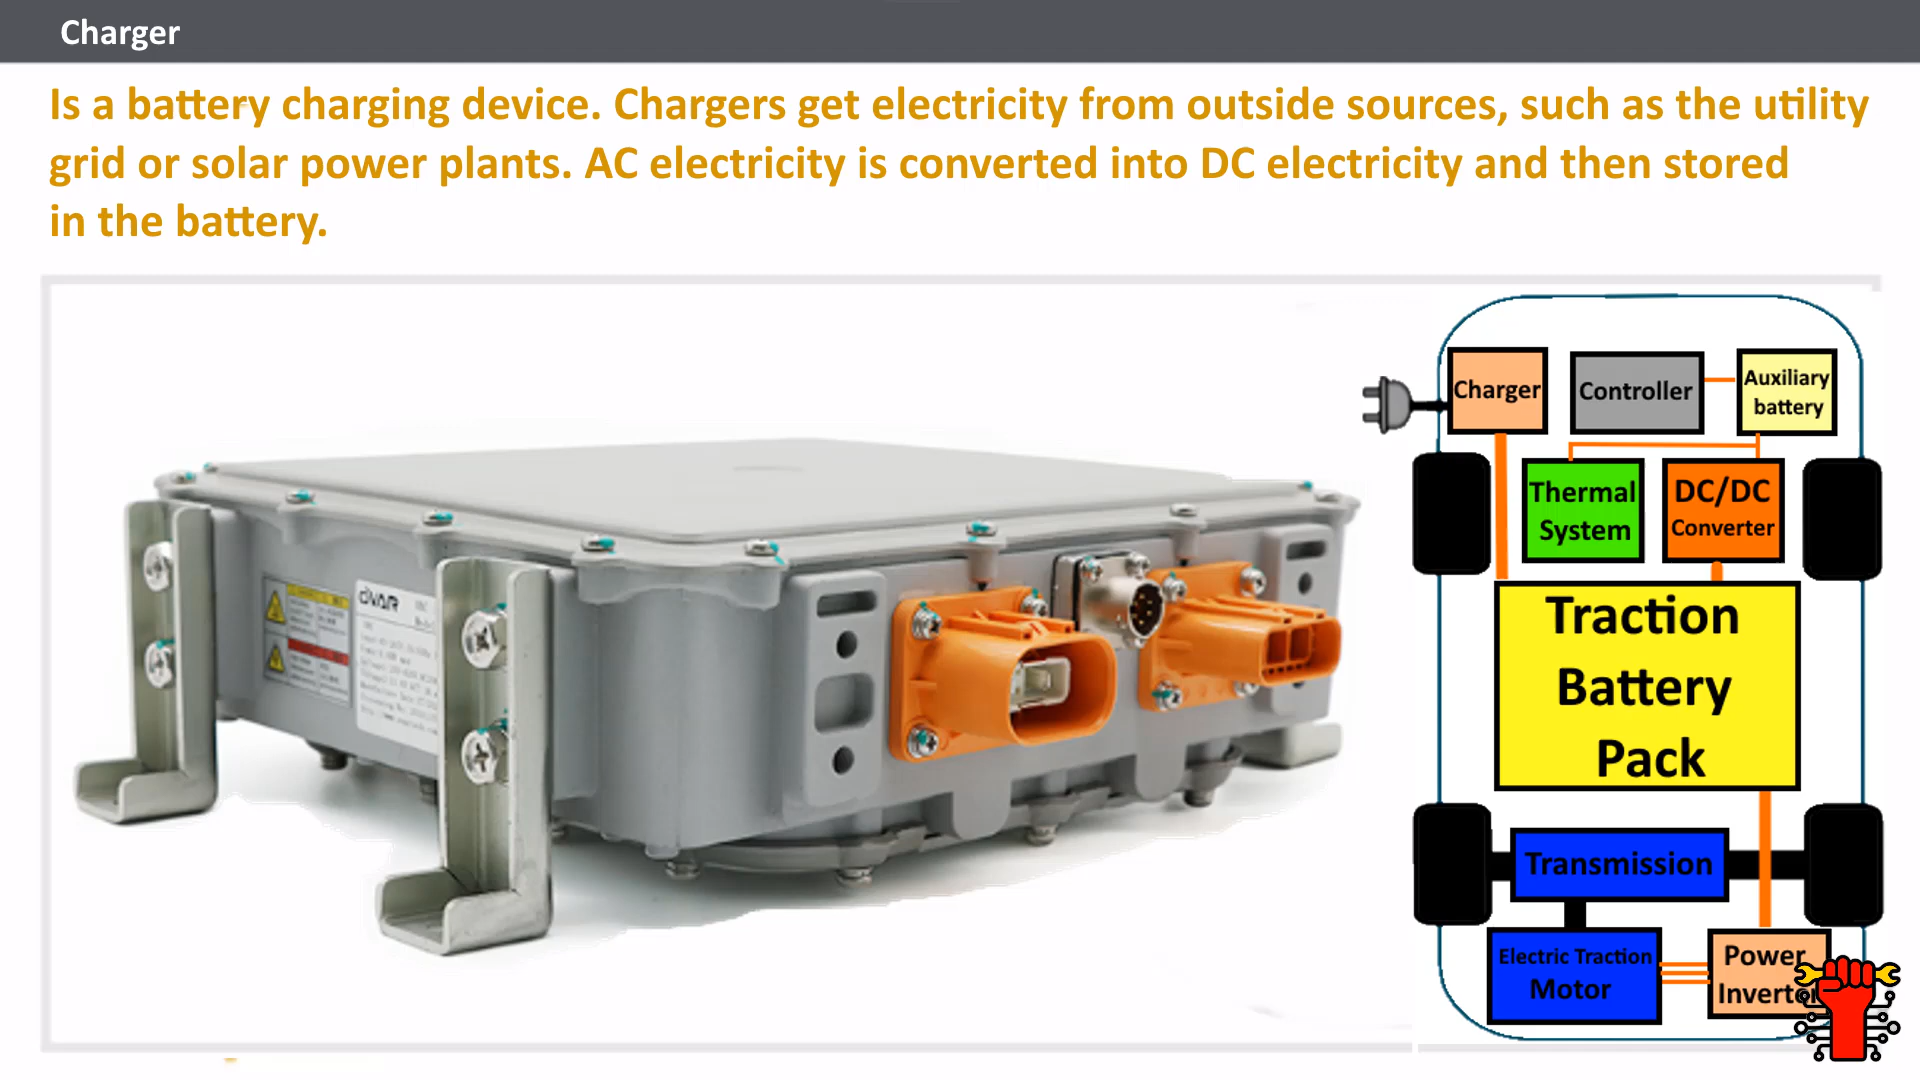 Charger
Is a battery charging device. Chargers get electricity from outside sources, such as the utility
grid or solar power plants. AC electricity is converted into DC electricity and then stored
in the battery.
Charger
Controller
Auxiliary
battery
Thermal
System
DC/DC
Converter
Traction
Battery
Pack
Transmission
Electric Traction
Motor
Power